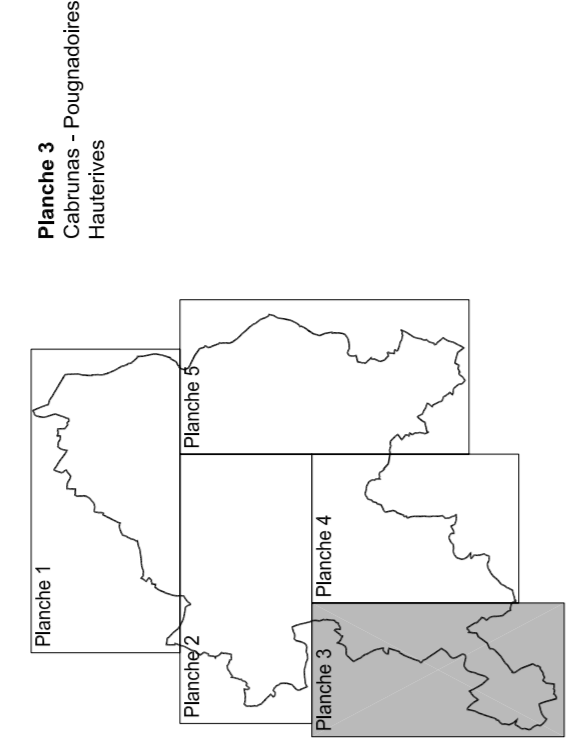 Planche 3
Cabrunas - Pougnadoires
Hauterives
Planche 1
Planche 2
Planche 5
Planche 3
Planche 4